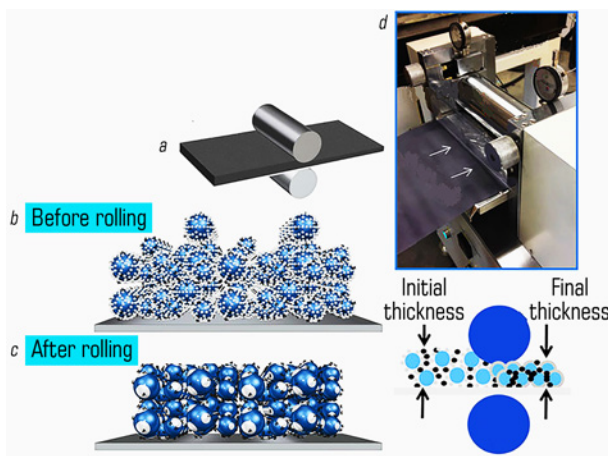 a
b Before rolling
c After rolling
d
Initial
thickness
Final
thickness